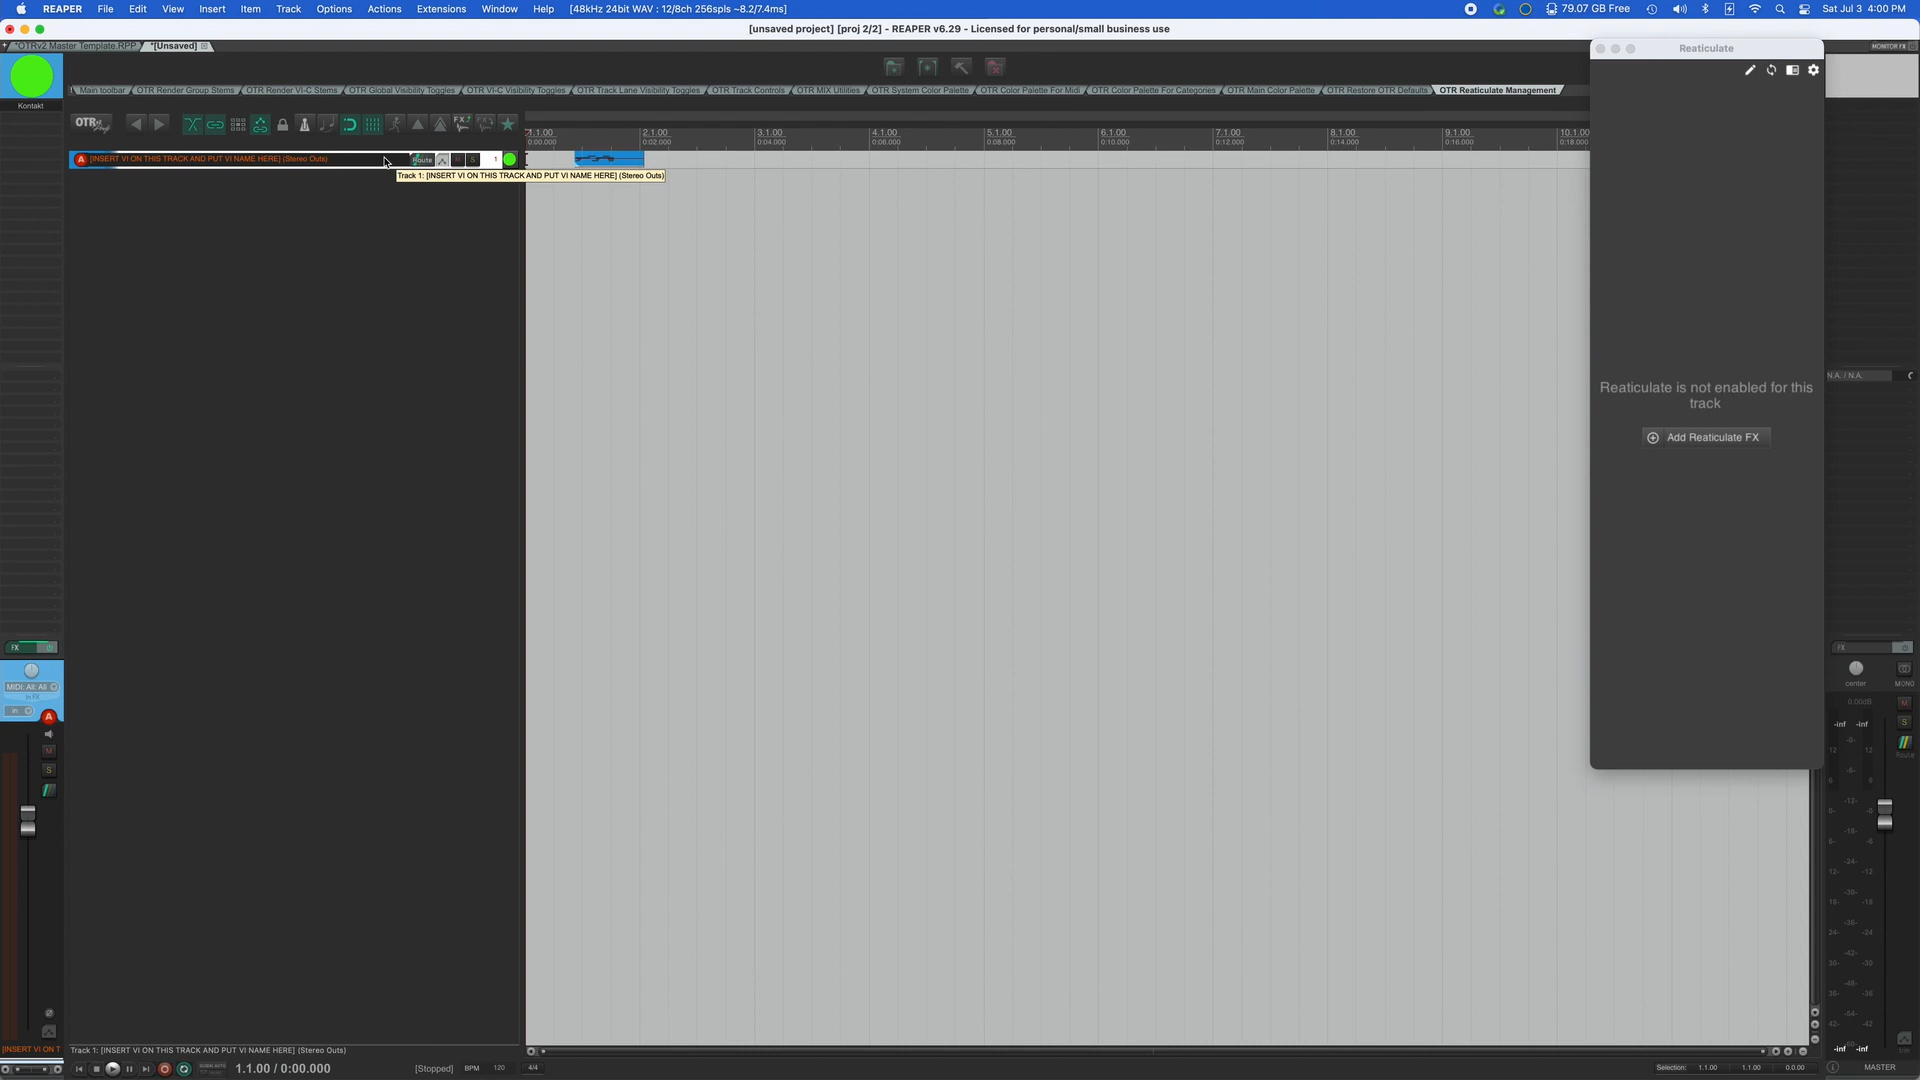 REAPER File Edit View Insert Item Track Options Actions Extensions Window Help [48kHz 24bit WAV : 12/8ch 256spls ~8.2/7.4ms] 79.07 GB Free Sat Jul 3 4:00 PM
[unsaved project] [proj 2/2] - REAPER v6.29 - Licensed for personal/small business use
*OTRv2 Master Template.RPP *[Unsaved] MONITOR FX
Reaticulate
Main toolbar OTR Render Group Stems OTR Render VI-C Stems OTR Global Visibility Toggles OTR VI-C Visibility Toggles OTR Track Lane Visibility Toggles OTR Track Controls OTR MIX Utilities OTR System Color Palette OTR Color Palette For Midi OTR Color Palette For Categories OTR Main Color Palette OTR Restore OTR Defaults OTR Reaticulate Management
Kontakt
OTR
1.1.00 2.1.00 3.1.00 4.1.00 5.1.00 6.1.00 7.1.00 8.1.00 9.1.00 10.1.00
0:00.000 0:02.000 0:04.000 0:06.000 0:08.000 0:10.000 0:12.000 0:14.000 0:16.000 0:18.000
A [INSERT VI ON THIS TRACK AND PUT VI NAME HERE] (Stereo Outs) Route M S 1
Track 1: [INSERT VI ON THIS TRACK AND PUT VI NAME HERE] (Stereo Outs)
N.A. / N.A.
Reaticulate is not enabled for this
track
Add Reaticulate FX
FX
FX
center MONO
MIDI: All: All
in FX
in
A
0.00dB
M
S
-inf -inf
M
S
Route
-inf -inf
trim
[INSERT VI ON T
Track 1: [INSERT VI ON THIS TRACK AND PUT VI NAME HERE] (Stereo Outs)
1.1.00 / 0:00.000 [Stopped] BPM 120 4/4 Selection: 1.1.00 1.1.00 0.0.00 MASTER